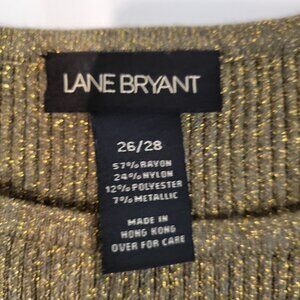 LANE BRYANT
26/28
57% RAYON
24% NYLON
12% POLYESTER
7% METALLIC
MADE IN
HONG KONG
OVER FOR CARE